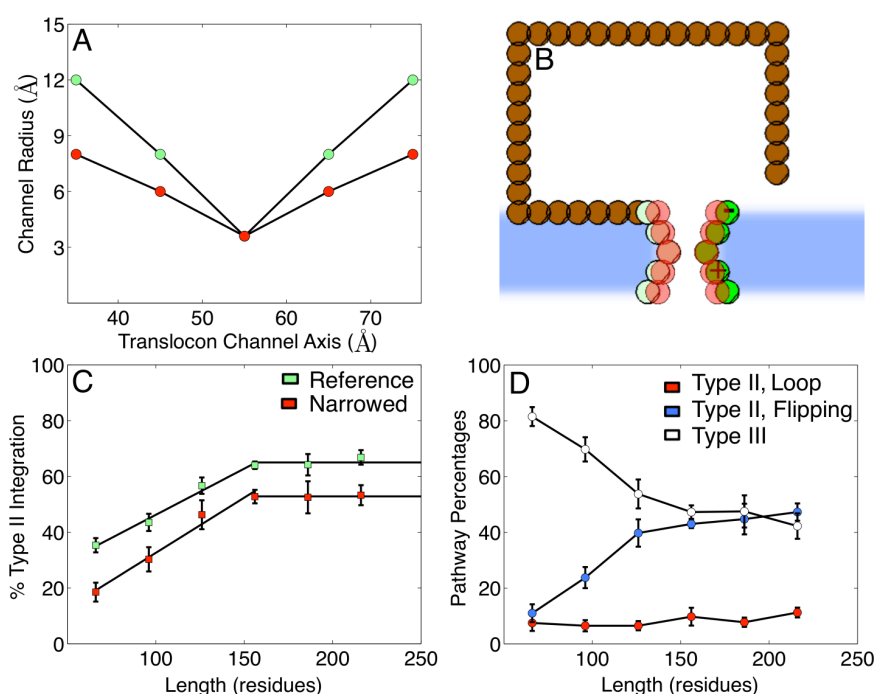 A
Channel Radius (Å)
15
12
9
6
3
40
50
60
70
Translocon Channel Axis (Å)
B
-
+
C
% Type II Integration
100
80
60
40
20
0
100
150
200
250
Length (residues)
Reference
Narrowed
D
Pathway Percentages
100
80
60
40
20
0
100
150
200
250
Length (residues)
Type II, Loop
Type II, Flipping
Type III